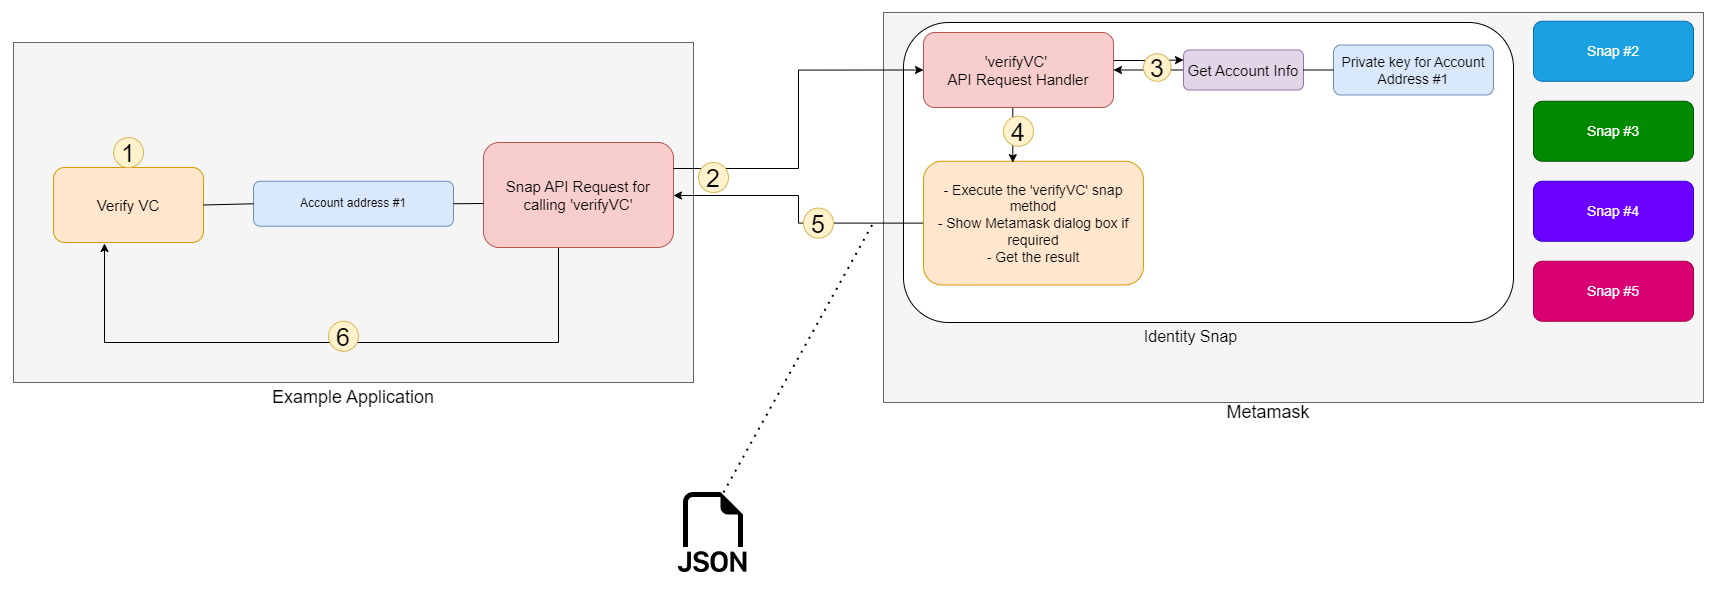 1
Verify VC
Account address #1
Snap API Request for
calling 'verifyVC'
2
5
6
Example Application
'verifyVC'
API Request Handler
3
Get Account Info
Private key for Account
Address #1
4
- Execute the 'verifyVC' snap
method
- Show Metamask dialog box if
required
- Get the result
Identity Snap
Snap #2
Snap #3
Snap #4
Snap #5
Metamask
JSON